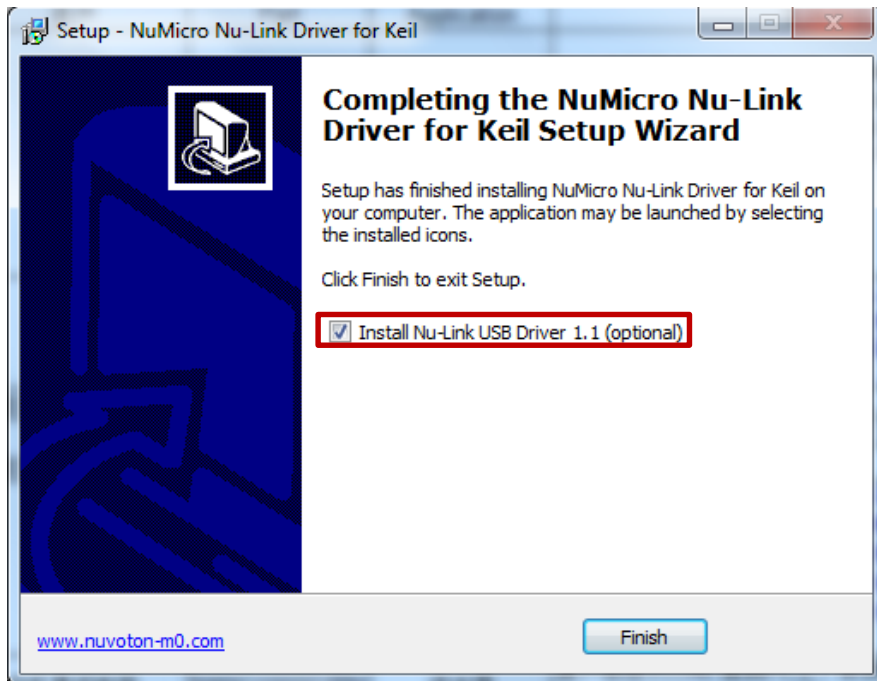 Setup - NuMicro Nu-Link Driver for Keil
Completing the NuMicro Nu-Link
Driver for Keil Setup Wizard
Setup has finished installing NuMicro Nu-Link Driver for Keil on
your computer. The application may be launched by selecting
the installed icons.
Click Finish to exit Setup.
Install Nu-Link USB Driver 1.1 (optional)
www.nuvoton-m0.com
Finish